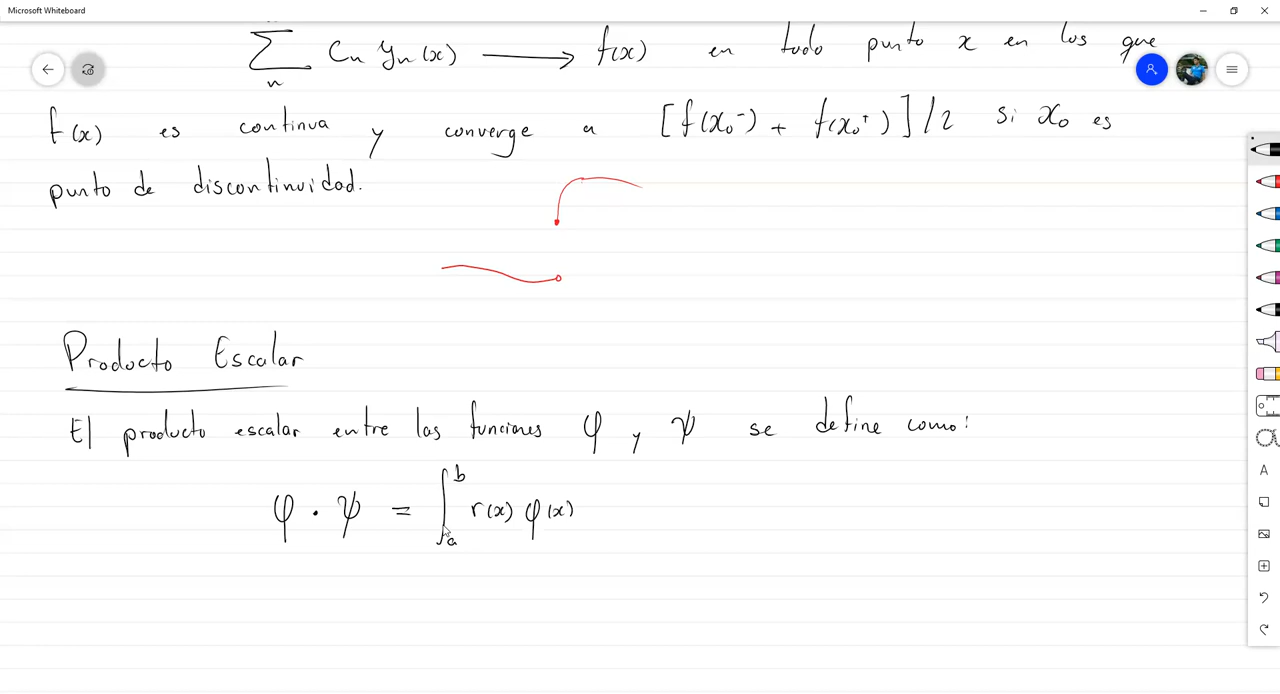 Microsoft Whiteboard
∑ Cn yn(x) ⟶ f(x) en todo punto x en los que
n
f(x) es continua y converge a [f(x₀⁻) + f(x₀⁺)]/2 si x₀ es
punto de discontinuidad.
Producto Escalar
El producto escalar entre las funciones φ y ψ se define como:
φ · ψ = ∫ₐᵇ r(x) φ(x)
A